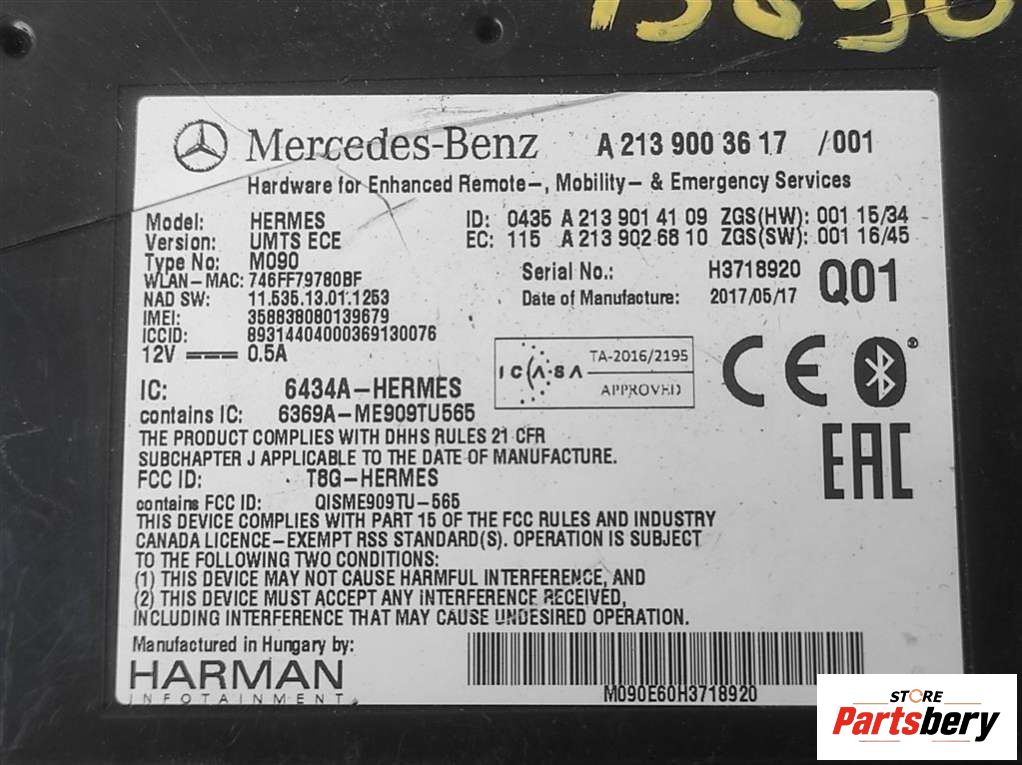 Mercedes-Benz A 213 900 36 17 /001
Hardware for Enhanced Remote-, Mobility- & Emergency Services
Model: HERMES ID: 0435 A 213 901 41 09 ZGS(HW): 001 15/34
Version: UMTS ECE EC: 115 A 213 902 68 10 ZGS(SW): 001 16/45
Type No: M090
WLAN-MAC: 746FF79780BF Serial No.: H3718920 Q01
NAD SW: 11.535.13.01.1253 Date of Manufacture: 2017/05/17
IMEI: 358838080139679
ICCID: 89314404000369130076
12V 0.5A
ICASA TA-2016/2195
APPROVED
CE
IC: 6434A-HERMES
contains IC: 6369A-ME909TU565
THE PRODUCT COMPLIES WITH DHHS RULES 21 CFR
SUBCHAPTER J APPLICABLE TO THE DATE OF MANUFACTURE.
EAC
FCC ID: T8G-HERMES
contains FCC ID: QISME909TU-565
THIS DEVICE COMPLIES WITH PART 15 OF THE FCC RULES AND INDUSTRY
CANADA LICENCE-EXEMPT RSS STANDARD(S). OPERATION IS SUBJECT
TO THE FOLLOWING TWO CONDITIONS:
(1) THIS DEVICE MAY NOT CAUSE HARMFUL INTERFERENCE, AND
(2) THIS DEVICE MUST ACCEPT ANY INTERFERENCE RECEIVED,
INCLUDING INTERFERENCE THAT MAY CAUSE UNDESIRED OPERATION.
Manufactured in Hungary by:
HARMAN
INFOTAINMENT
M090E60H3718920
STORE
Partsbery